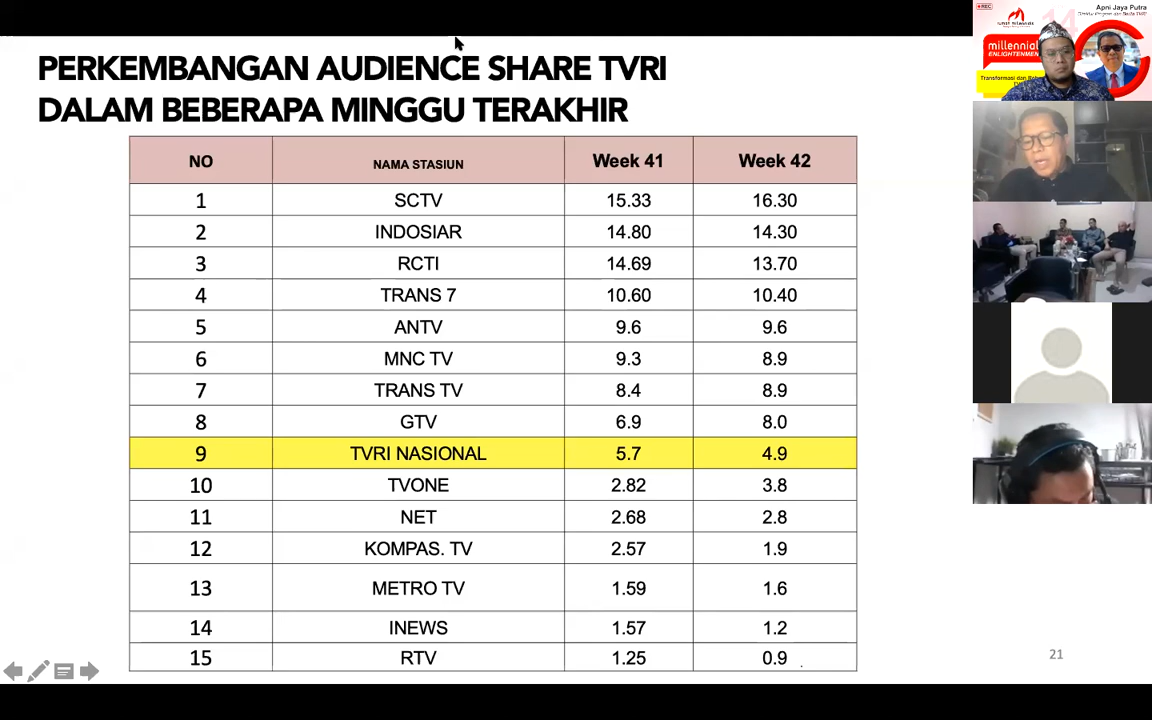 PERKEMBANGAN AUDIENCE SHARE TVRI
DALAM BEBERAPA MINGGU TERAKHIR
NO NAMA STASIUN Week 41 Week 42
1 SCTV 15.33 16.30
2 INDOSIAR 14.80 14.30
3 RCTI 14.69 13.70
4 TRANS 7 10.60 10.40
5 ANTV 9.6 9.6
6 MNC TV 9.3 8.9
7 TRANS TV 8.4 8.9
8 GTV 6.9 8.0
9 TVRI NASIONAL 5.7 4.9
10 TVONE 2.82 3.8
11 NET 2.68 2.8
12 KOMPAS. TV 2.57 1.9
13 METRO TV 1.59 1.6
14 INEWS 1.57 1.2
15 RTV 1.25 0.9
21
REC
Apni Jaya Putra
millennial
ENLIGHTENMENT
Transformasi dan